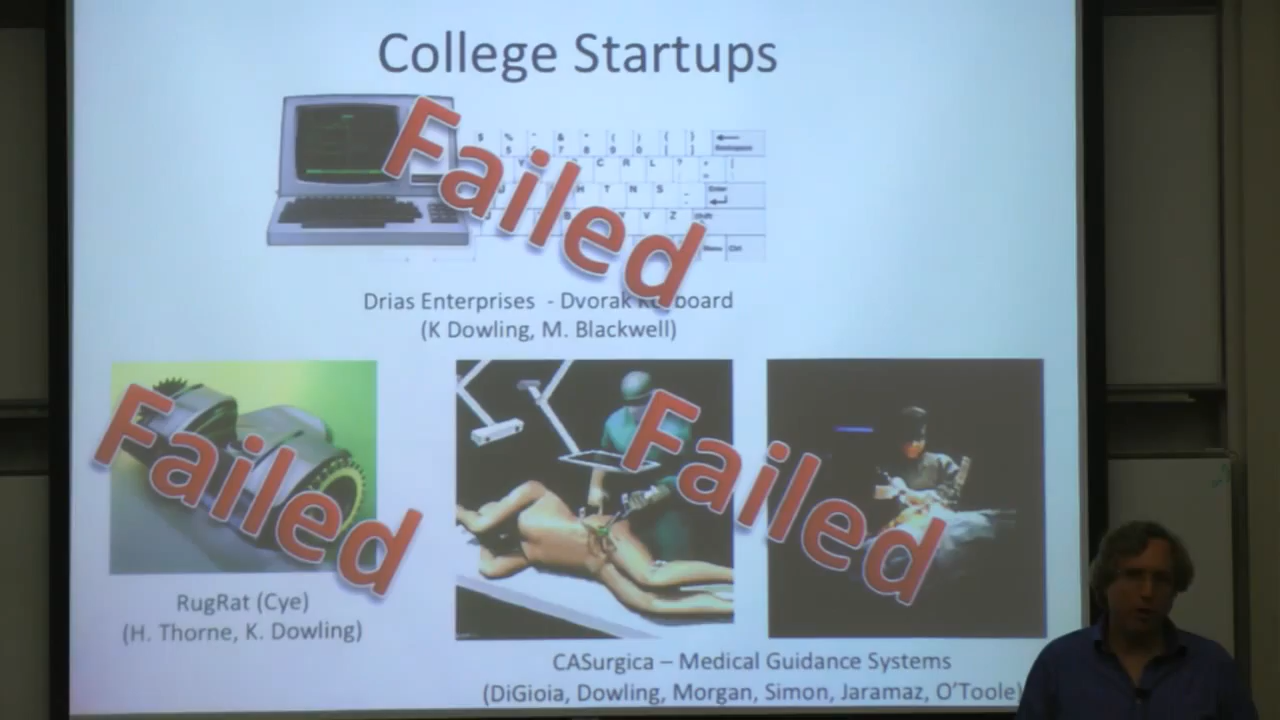 College Startups
Failed
Drias Enterprises - Dvorak board
(K Dowling, M. Blackwell)
Failed
Failed
RugRat (Cye)
(H. Thorne, K. Dowling)
CASurgica – Medical Guidance Systems
(DiGioia, Dowling, Morgan, Simon, Jaramaz, O'Toole)